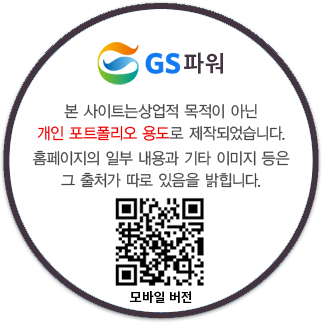 GS파워
본 사이트는상업적 목적이 아닌
개인 포트폴리오 용도로 제작되었습니다.
홈페이지의 일부 내용과 기타 이미지 등은
그 출처가 따로 있음을 밝힙니다.
모바일 버전